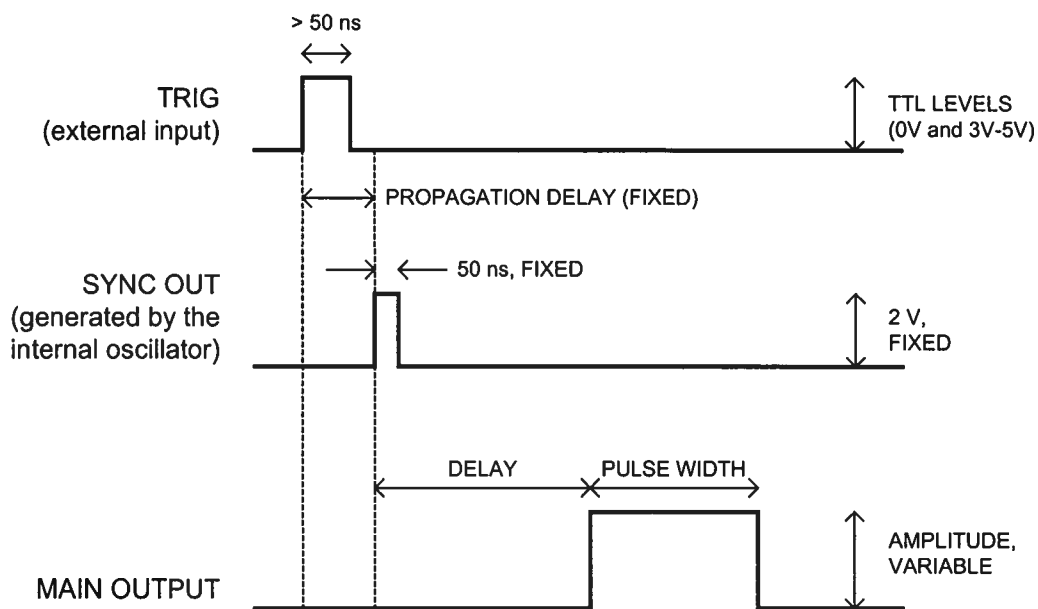 > 50 ns
TRIG
(external input)
TTL LEVELS
(0V and 3V-5V)
PROPAGATION DELAY (FIXED)
50 ns, FIXED
SYNC OUT
(generated by the
internal oscillator)
2 V,
FIXED
DELAY
PULSE WIDTH
AMPLITUDE,
VARIABLE
MAIN OUTPUT